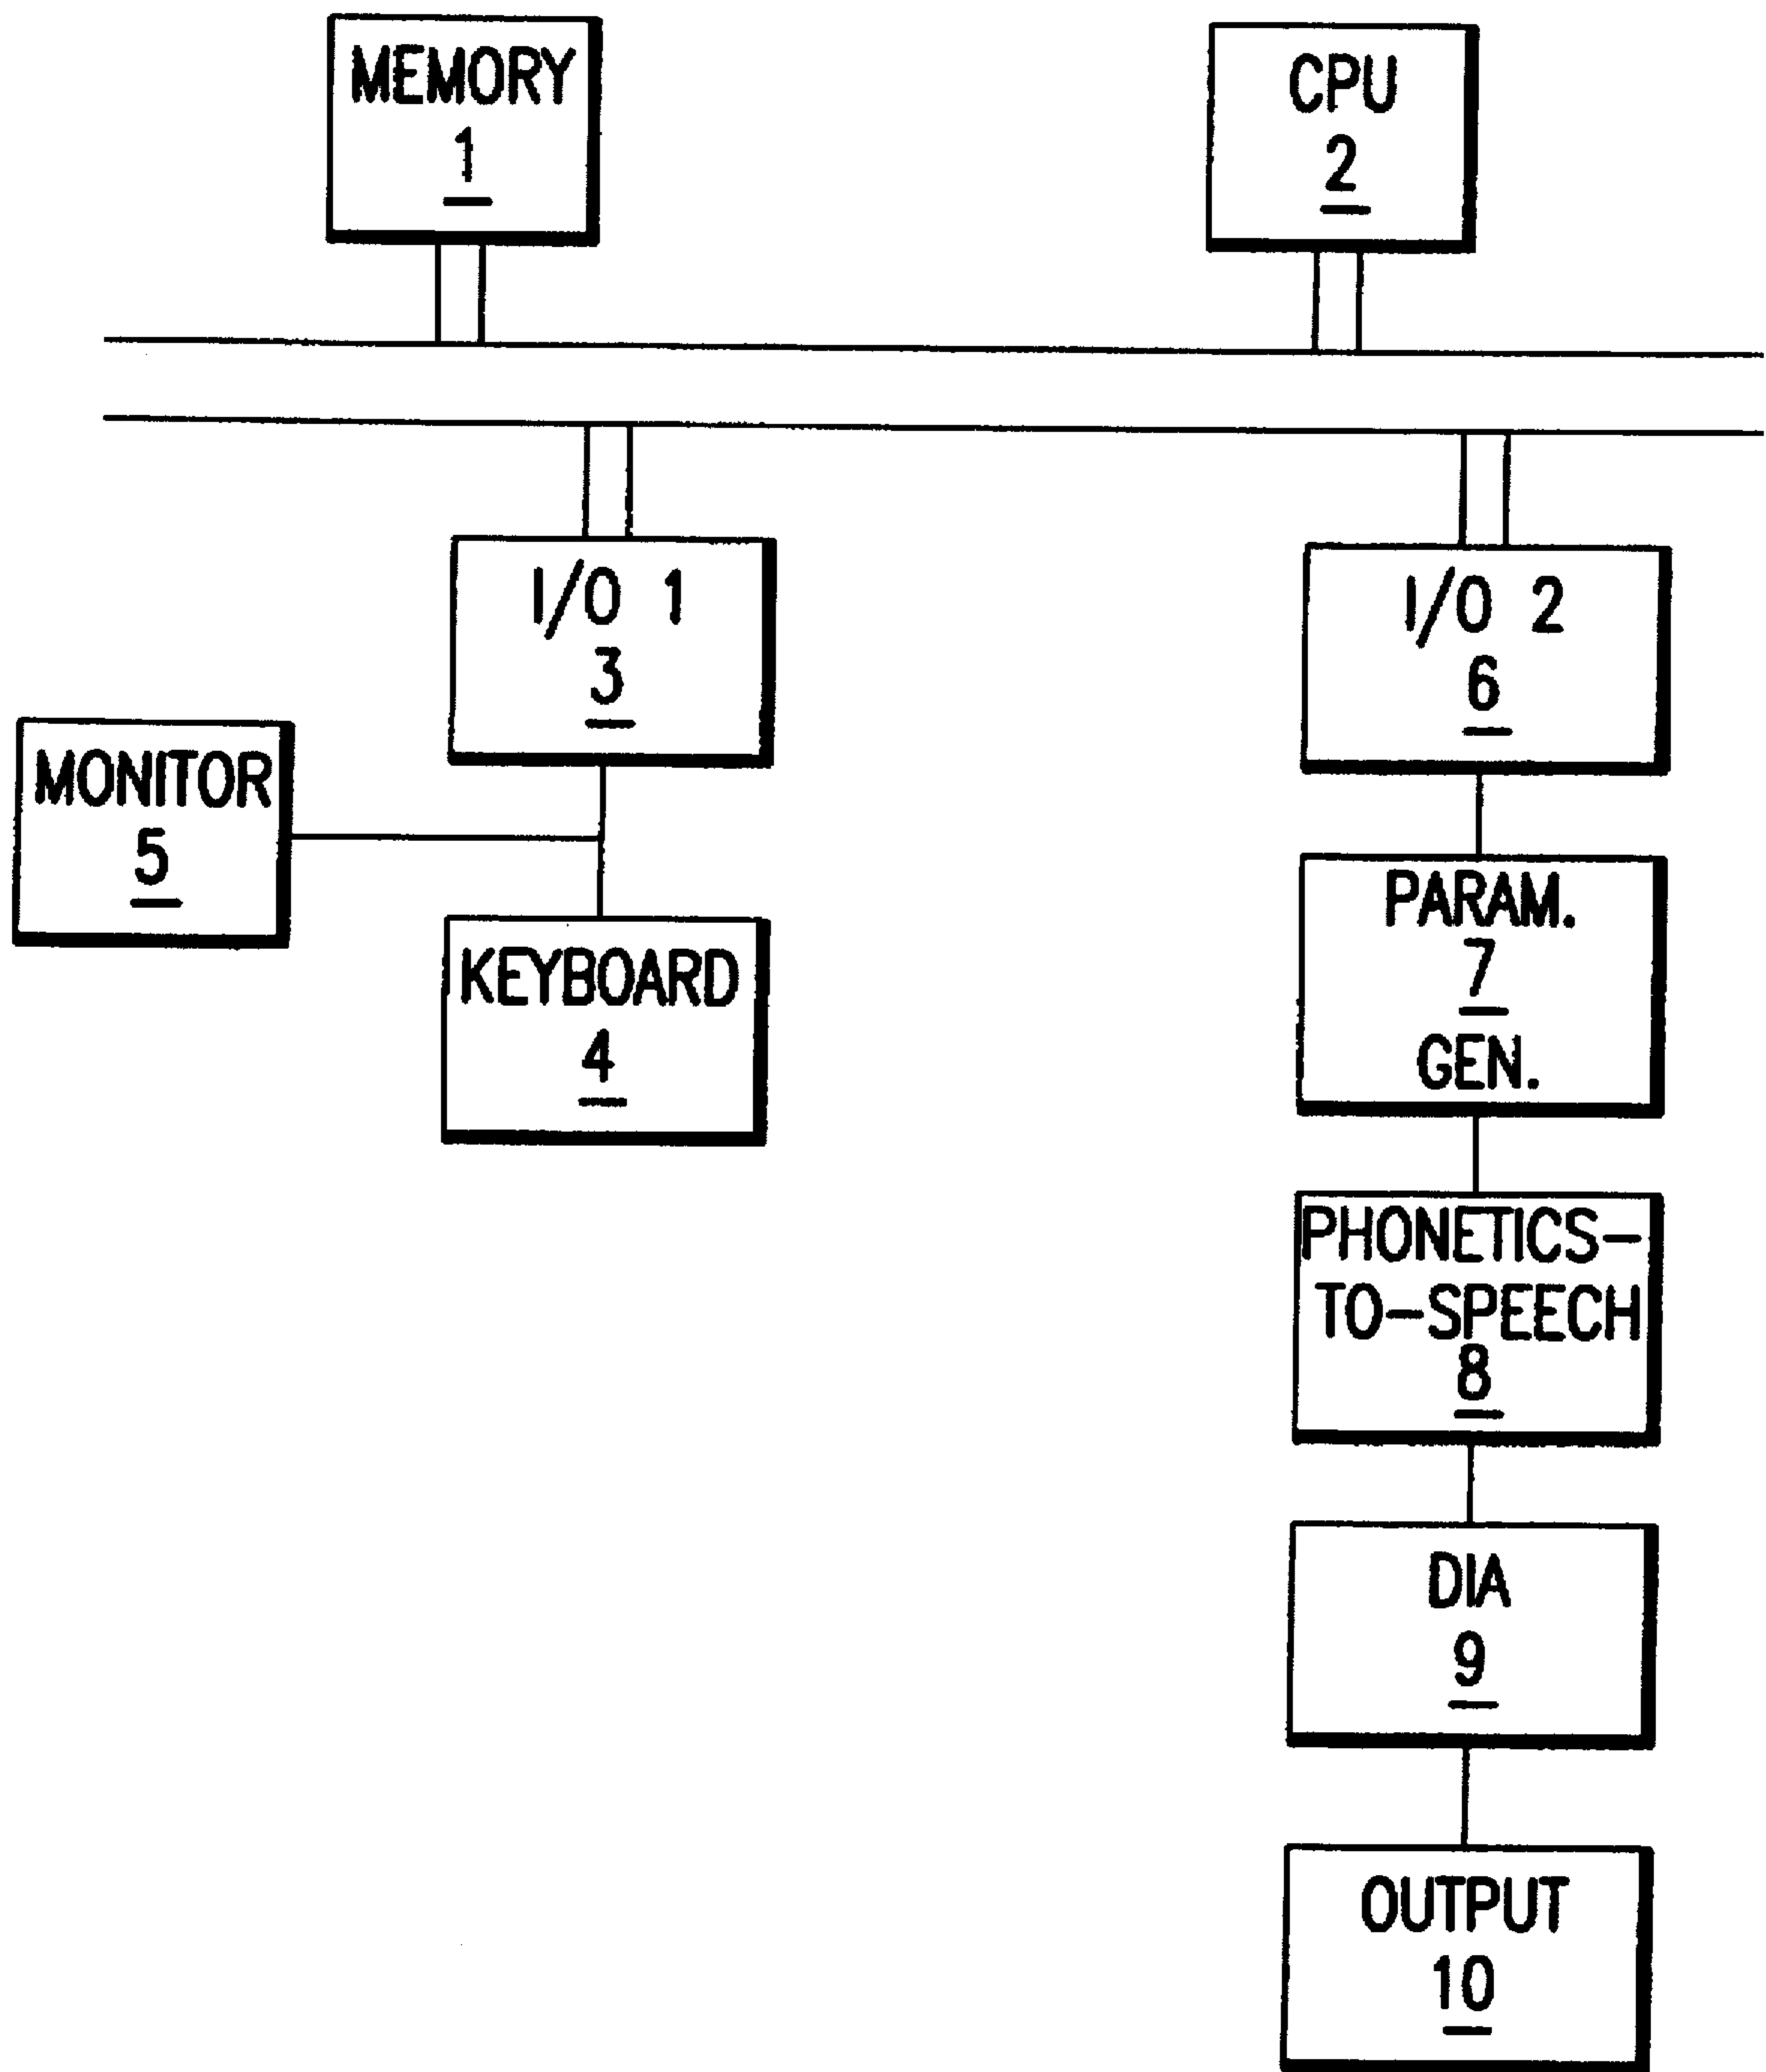 MEMORY
1
CPU
2
I/O 1
3
I/O 2
6
MONITOR
5
KEYBOARD
4
PARAM.
7
GEN.
PHONETICS-
TO-SPEECH
8
DIA
9
OUTPUT
10